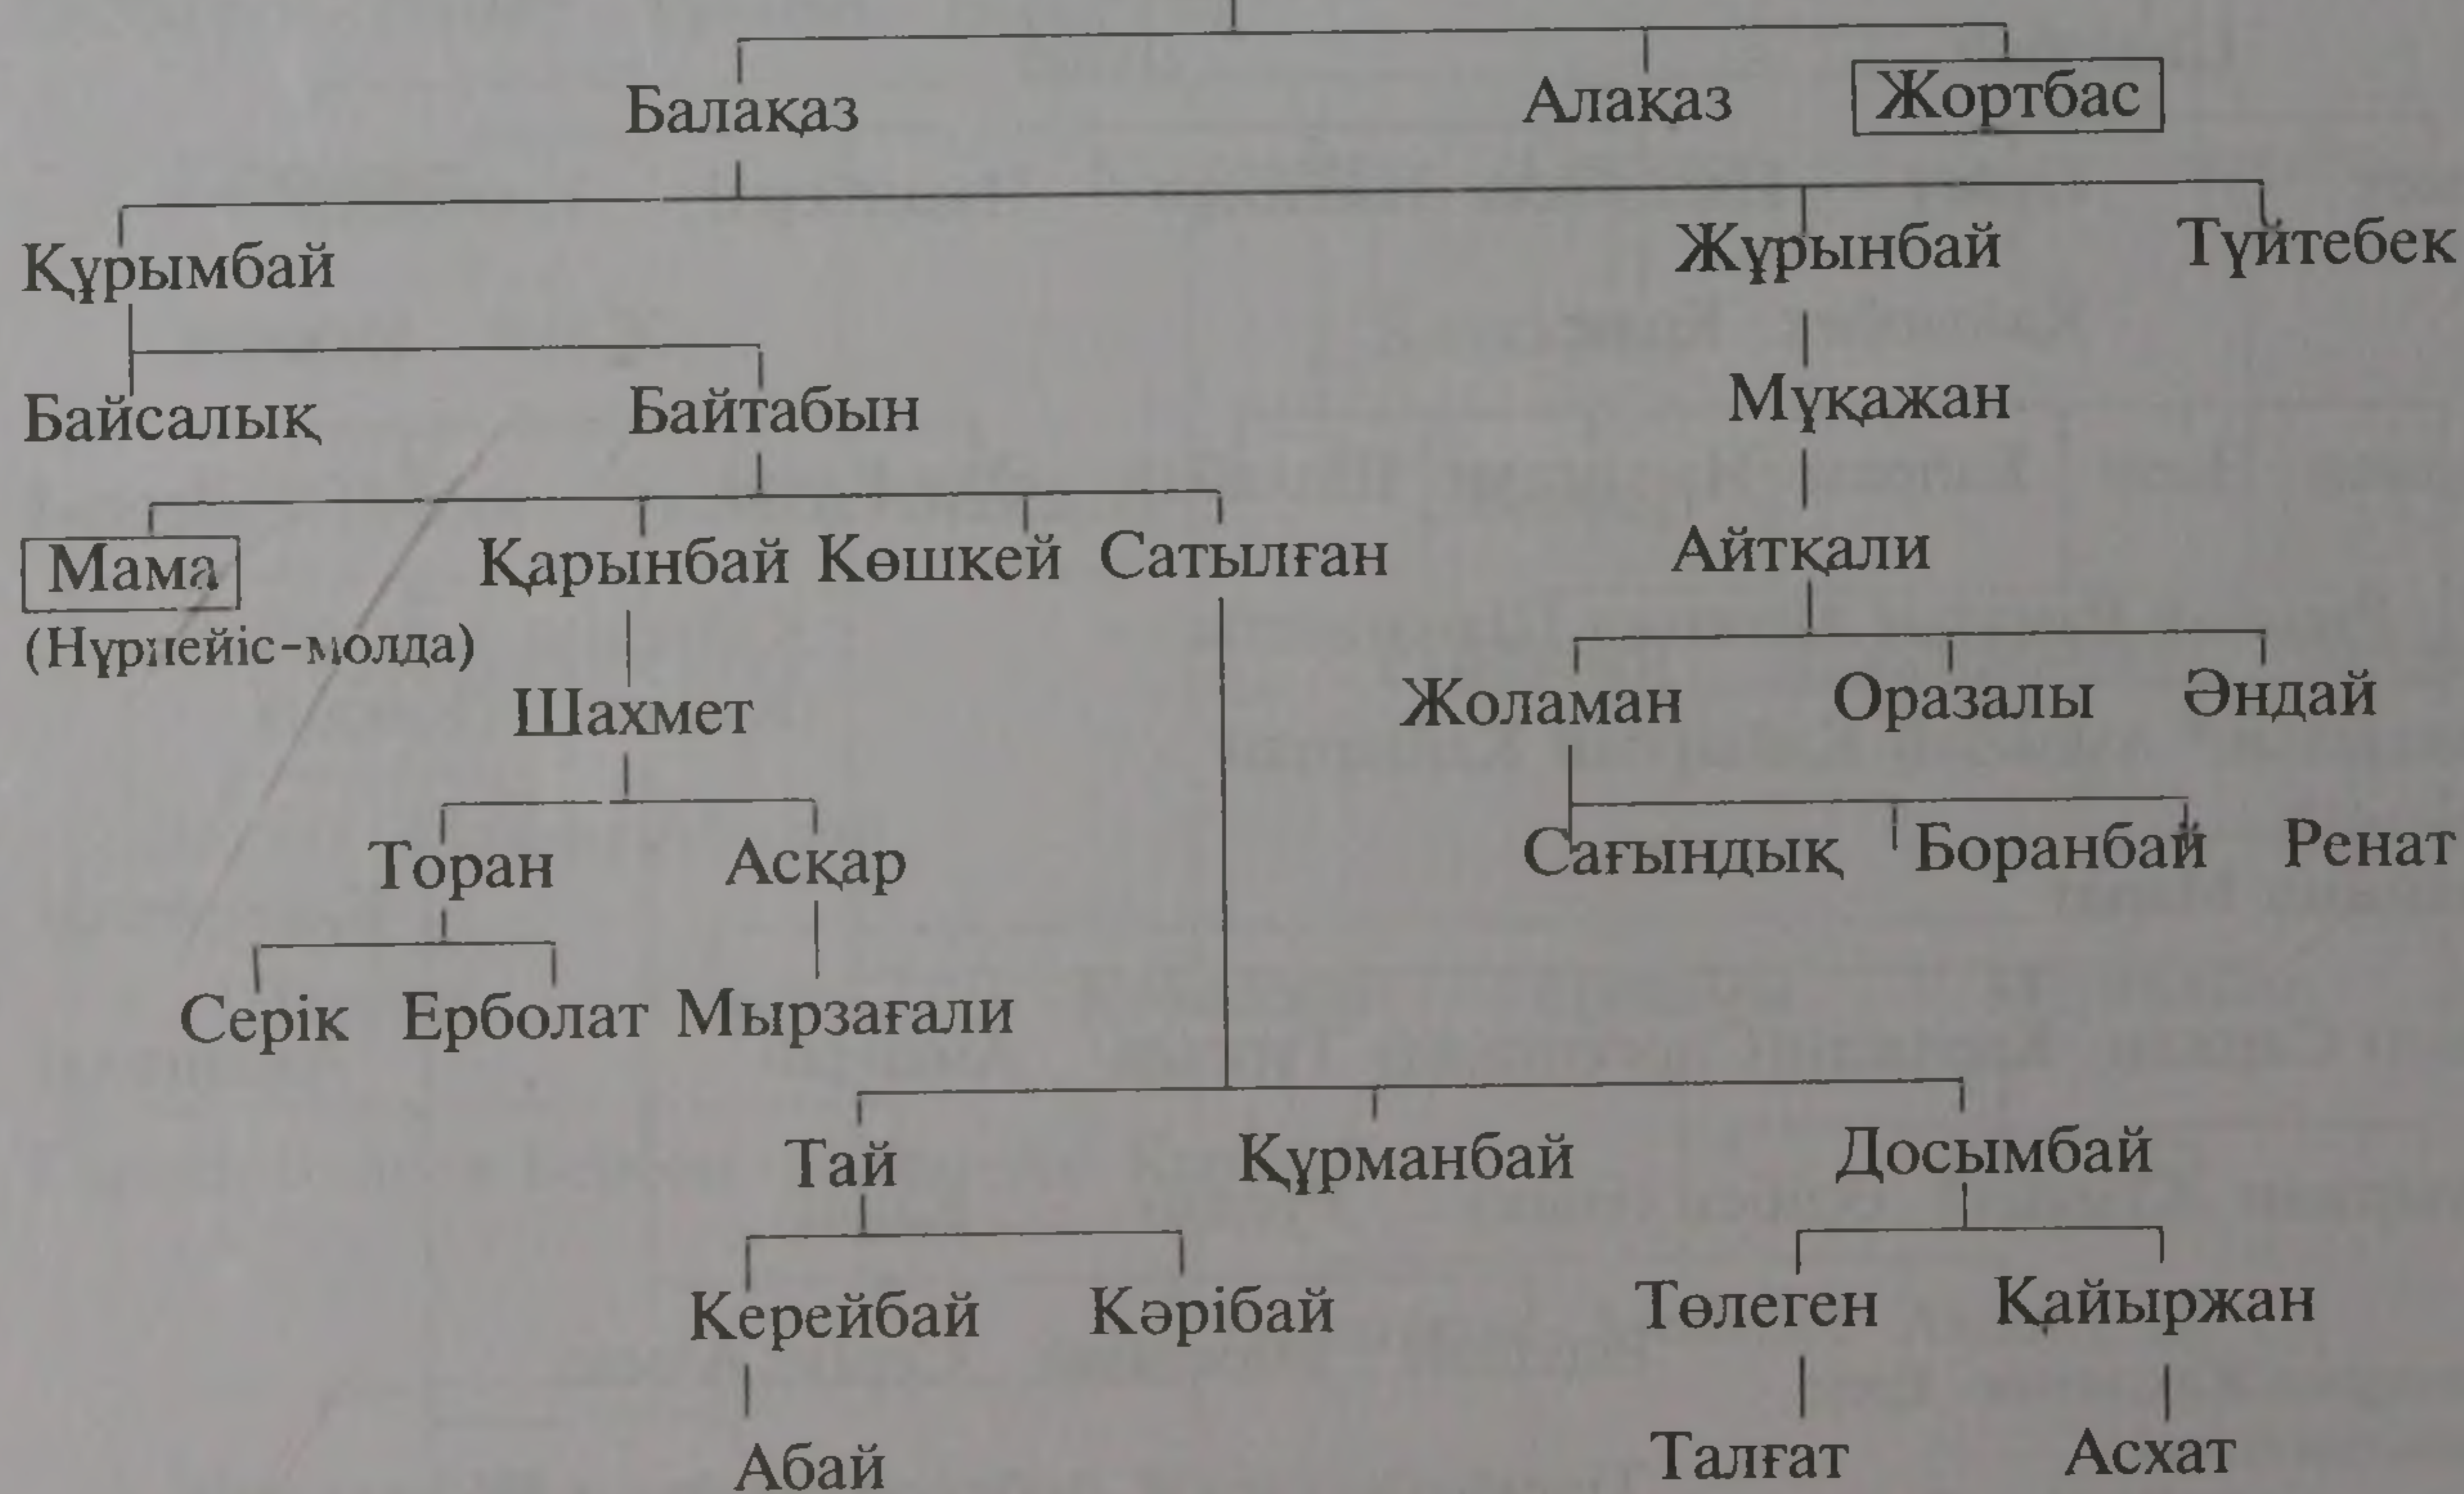 Балақаз Алақаз Жортбас
Құрымбай Жұрынбай Түйтебек
Байсалық Байтабын Мұқажан
Мама Қарынбай Көшкей Сатылған Айтқали
(Нұрпейіс-молда)
Шахмет Жоламан Оразалы Әндай
Торан Асқар Сағындық Боранбай Ренат
Серік Ерболат Мырзағали
Тай Құрманбай Досымбай
Керейбай Кәрібай Төлеген Қайыржан
Абай Талғат Асхат